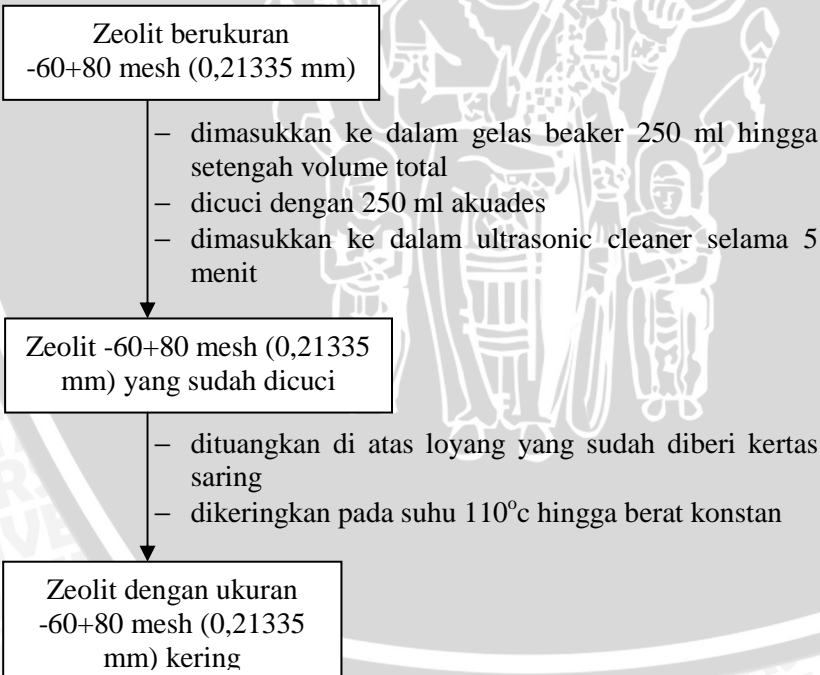 Zeolit berukuran
-60+80 mesh (0,21335 mm)
− dimasukkan ke dalam gelas beaker 250 ml hingga
setengah volume total
− dicuci dengan 250 ml akuades
− dimasukkan ke dalam ultrasonic cleaner selama 5
menit
Zeolit -60+80 mesh (0,21335
mm) yang sudah dicuci
− dituangkan di atas loyang yang sudah diberi kertas
saring
− dikeringkan pada suhu 110°c hingga berat konstan
Zeolit dengan ukuran
-60+80 mesh (0,21335
mm) kering